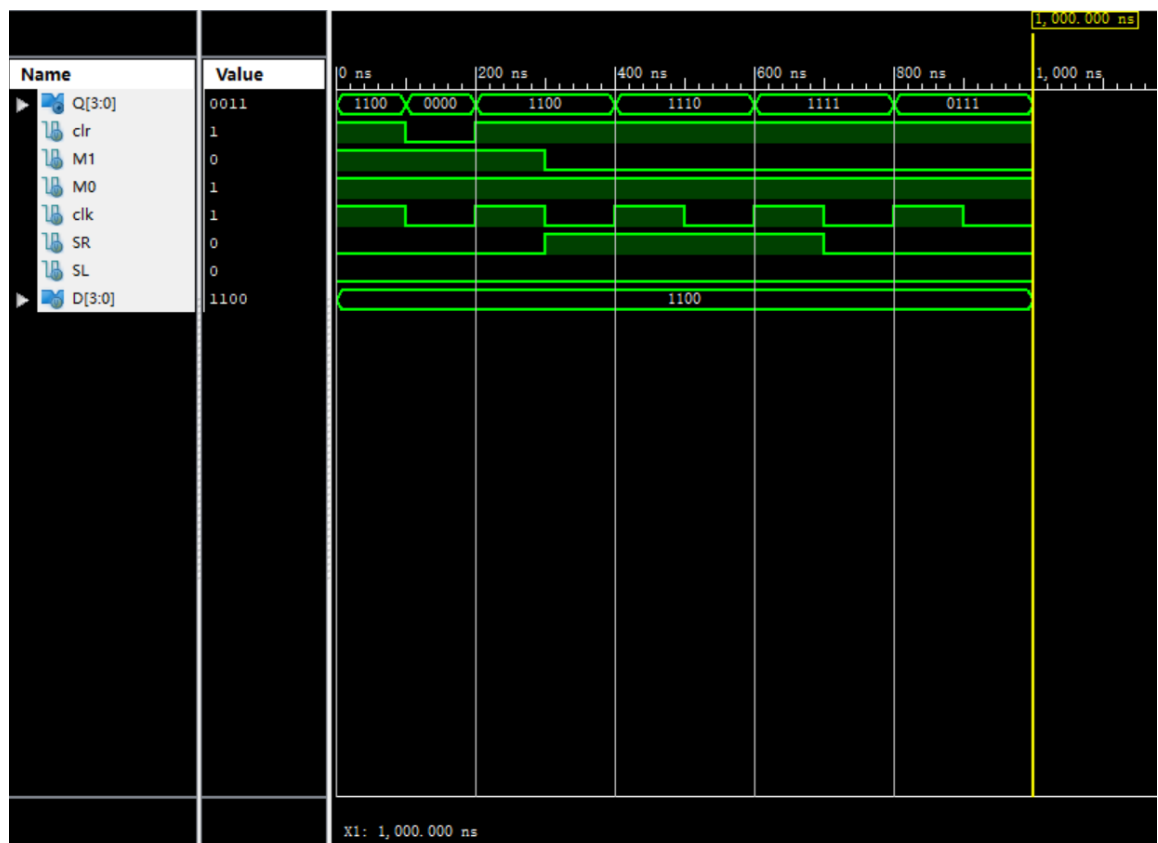 1,000.000 ns
Name Value
0 ns 200 ns 400 ns 600 ns 800 ns 1,000 ns
Q[3:0] 0011 1100 0000 1100 1110 1111 0111
clr 1
M1 0
M0 1
clk 1
SR 0
SL 0
D[3:0] 1100 1100
X1: 1,000.000 ns